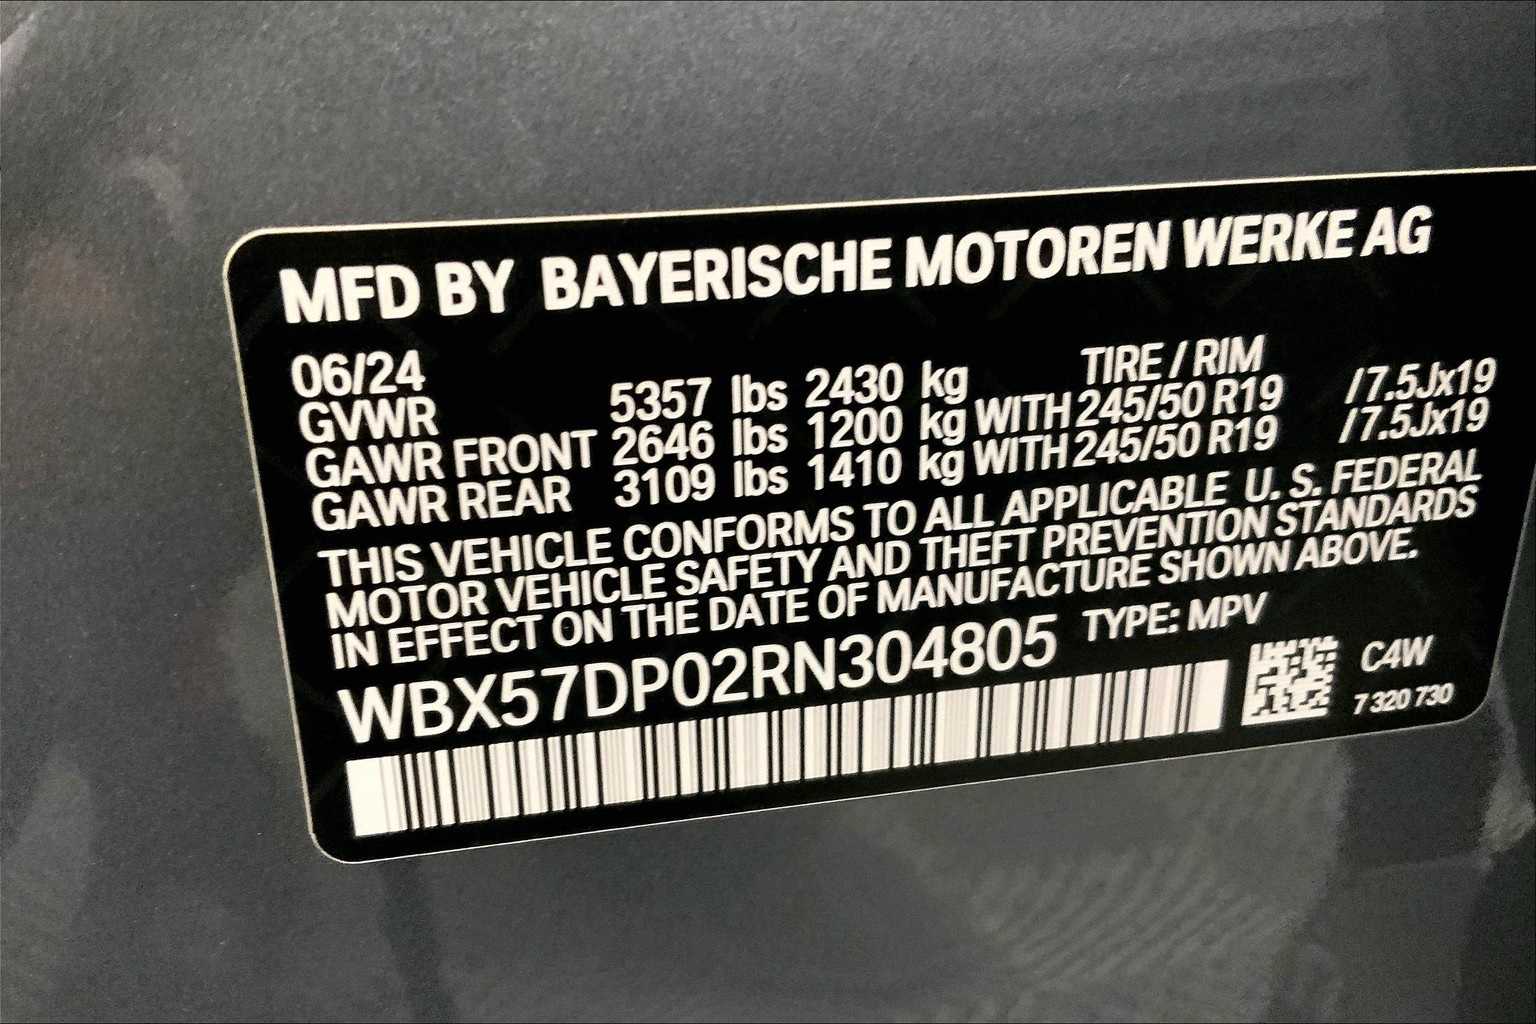 MFD BY BAYERISCHE MOTOREN WERKE AG
06/24 TIRE / RIM
GVWR 5357 lbs 2430 kg
GAWR FRONT 2646 lbs 1200 kg WITH 245/50 R19 /7.5Jx19
GAWR REAR 3109 lbs 1410 kg WITH 245/50 R19 /7.5Jx19
THIS VEHICLE CONFORMS TO ALL APPLICABLE U. S. FEDERAL
MOTOR VEHICLE SAFETY AND THEFT PREVENTION STANDARDS
IN EFFECT ON THE DATE OF MANUFACTURE SHOWN ABOVE.
WBX57DP02RN304805 TYPE: MPV
C4W
7 320 730